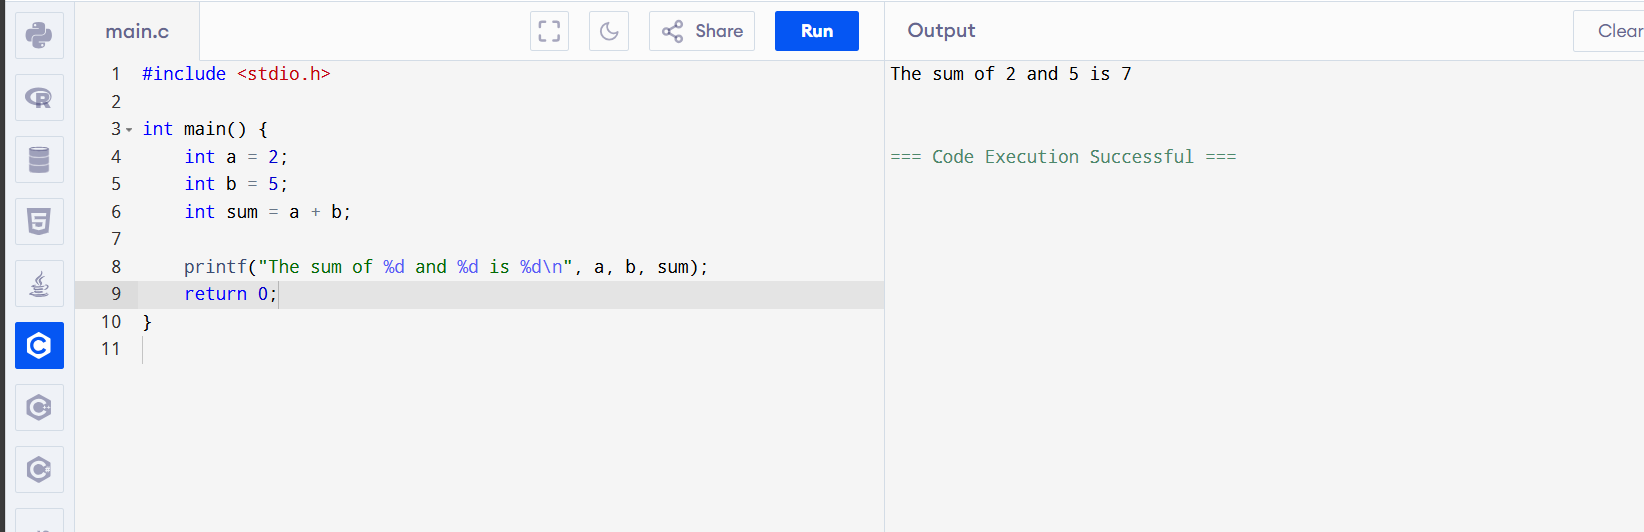 main.c
Share
Run
1 #include <stdio.h>
2
3 int main() {
4     int a = 2;
5     int b = 5;
6     int sum = a + b;
7
8     printf("The sum of %d and %d is %d\n", a, b, sum);
9     return 0;
10 }
11
Output
Clear
The sum of 2 and 5 is 7
=== Code Execution Successful ===